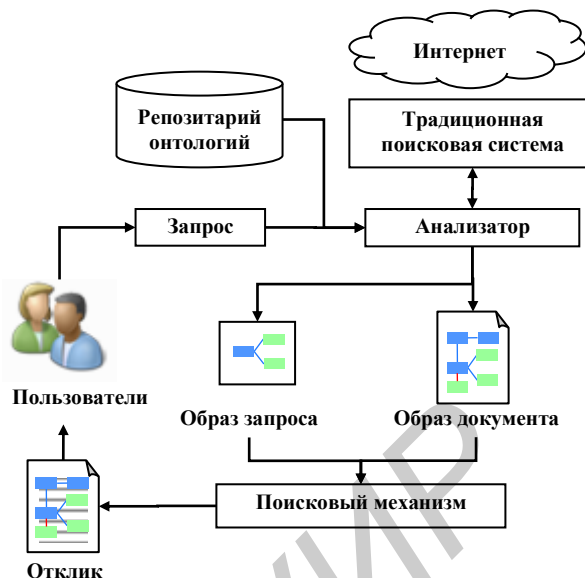 Интернет
Репозитарий
онтологий
Традиционная
поисковая система
Запрос
Анализатор
Пользователи
Образ запроса
Образ документа
Поисковый механизм
Отклик